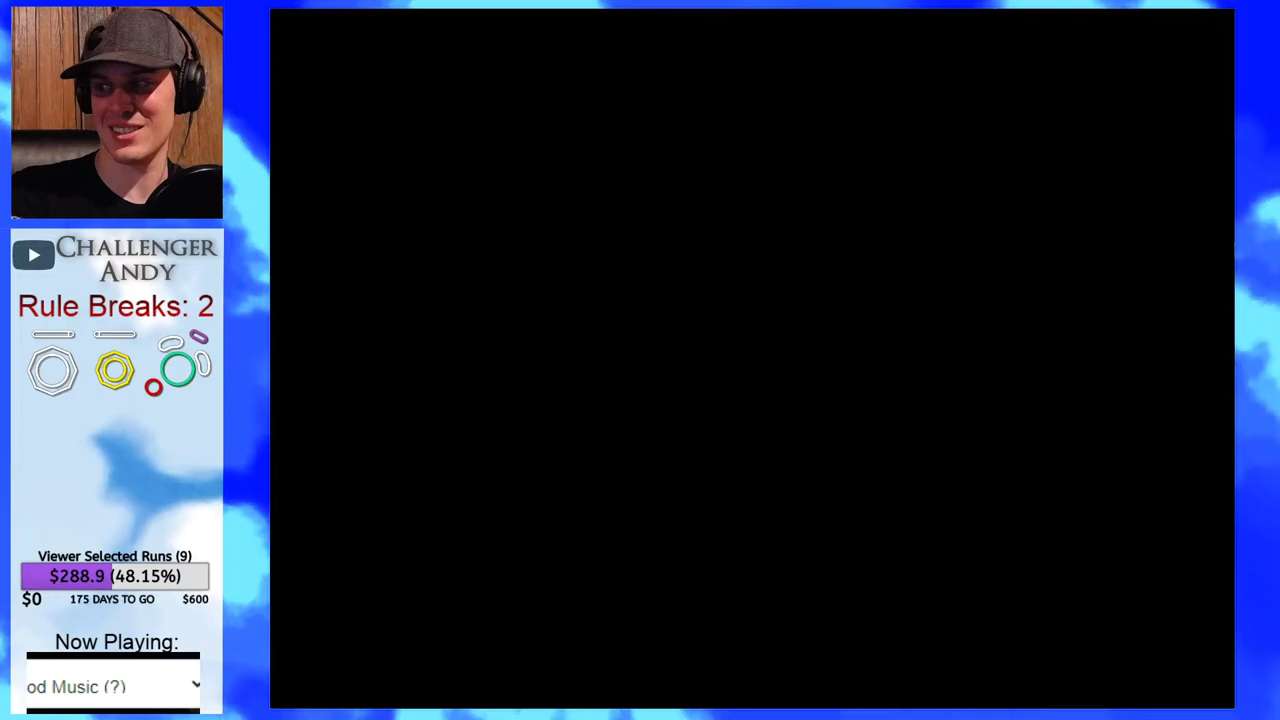 CHALLENGER
ANDY
Rule Breaks: 2
Viewer Selected Runs (9)
$288.9 (48.15%)
$0 175 DAYS TO GO $600
Now Playing:
od Music (?)